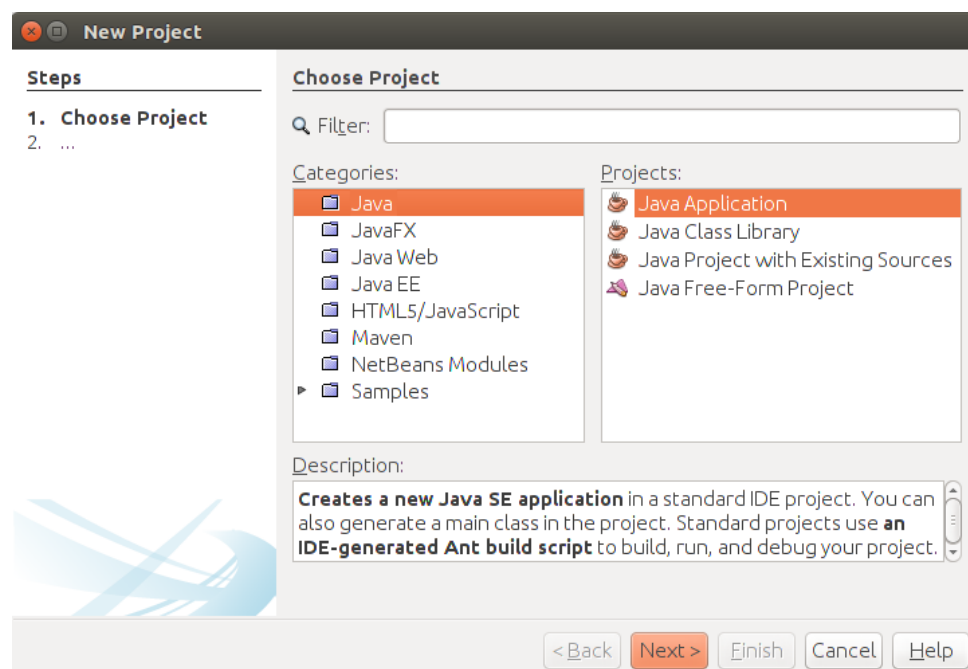 New Project
Steps
1. Choose Project
2. ...
Choose Project
Filter:
Categories:
Java
JavaFX
Java Web
Java EE
HTML5/JavaScript
Maven
NetBeans Modules
Samples
Projects:
Java Application
Java Class Library
Java Project with Existing Sources
Java Free-Form Project
Description:
Creates a new Java SE application in a standard IDE project. You can
also generate a main class in the project. Standard projects use an
IDE-generated Ant build script to build, run, and debug your project.
< Back
Next >
Finish
Cancel
Help